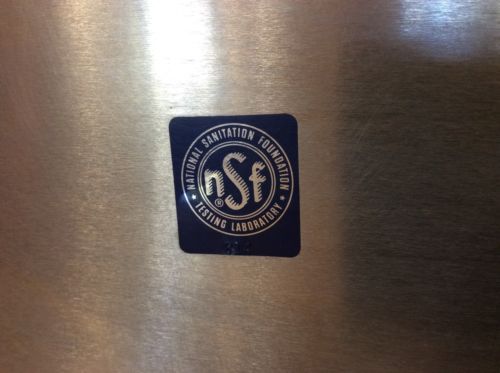 NATIONAL SANITATION FOUNDATION
nSf
®
TESTING LABORATORY